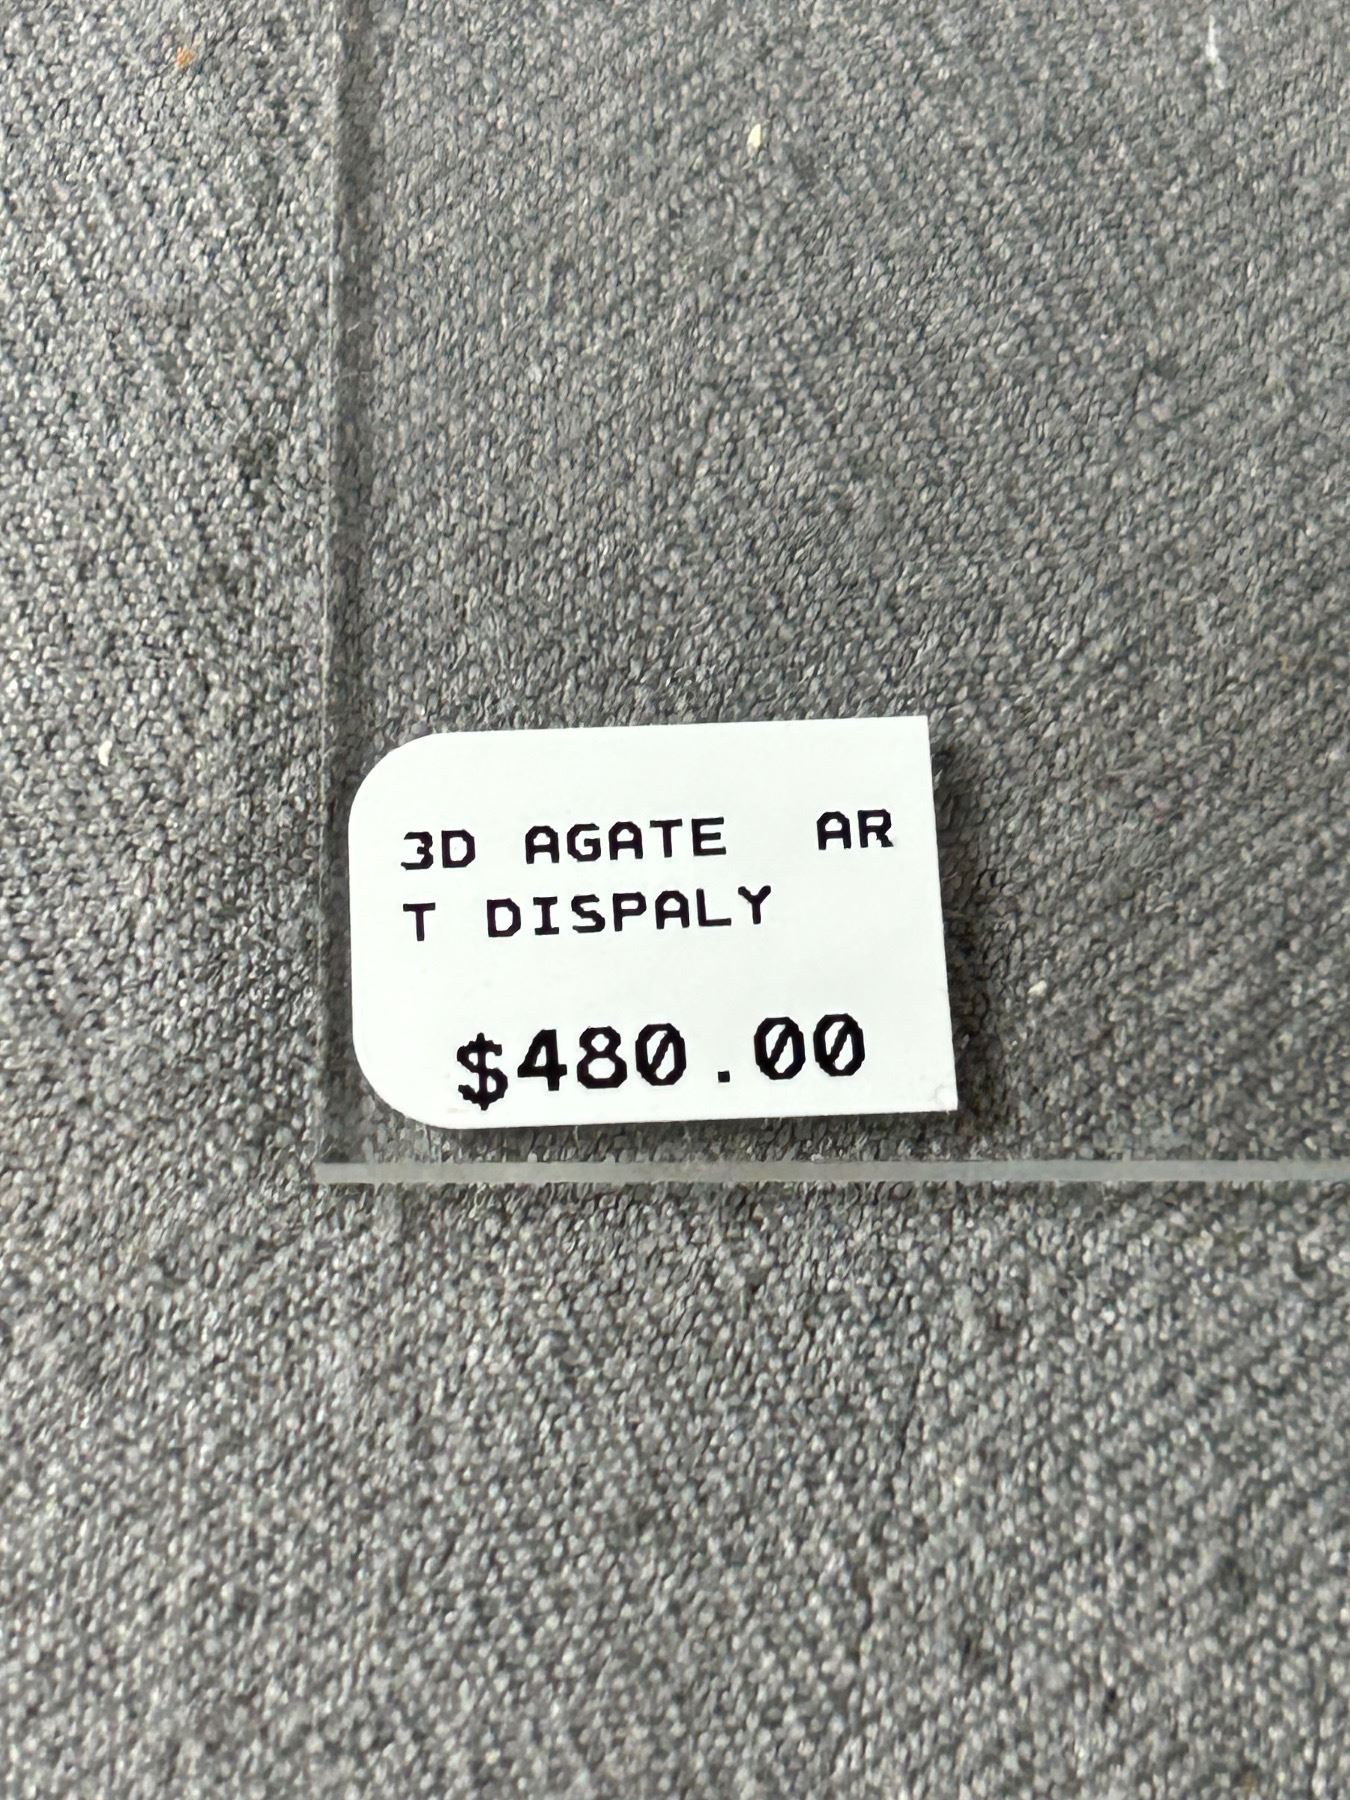 3D AGATE  AR
T DISPALY
$480.00